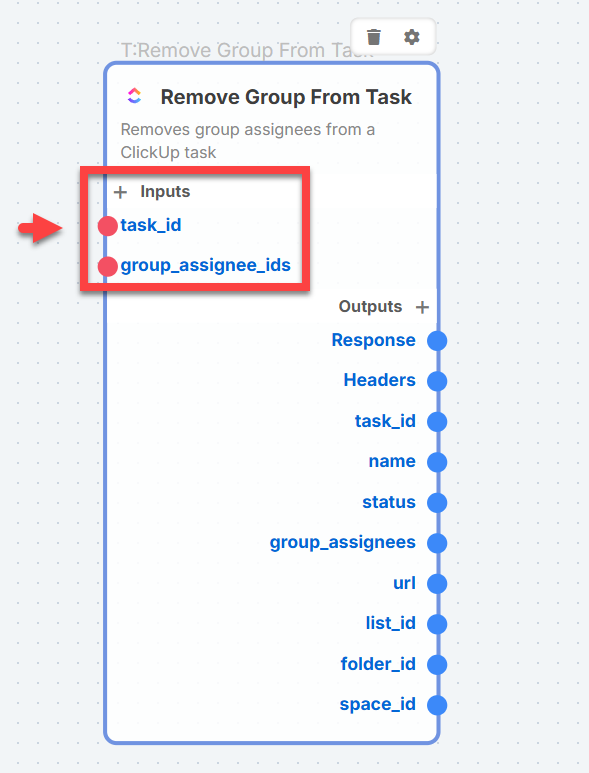 T:Remove Group From Task
Remove Group From Task
Removes group assignees from a
ClickUp task
+ Inputs
task_id
group_assignee_ids
Outputs +
Response
Headers
task_id
name
status
group_assignees
url
list_id
folder_id
space_id